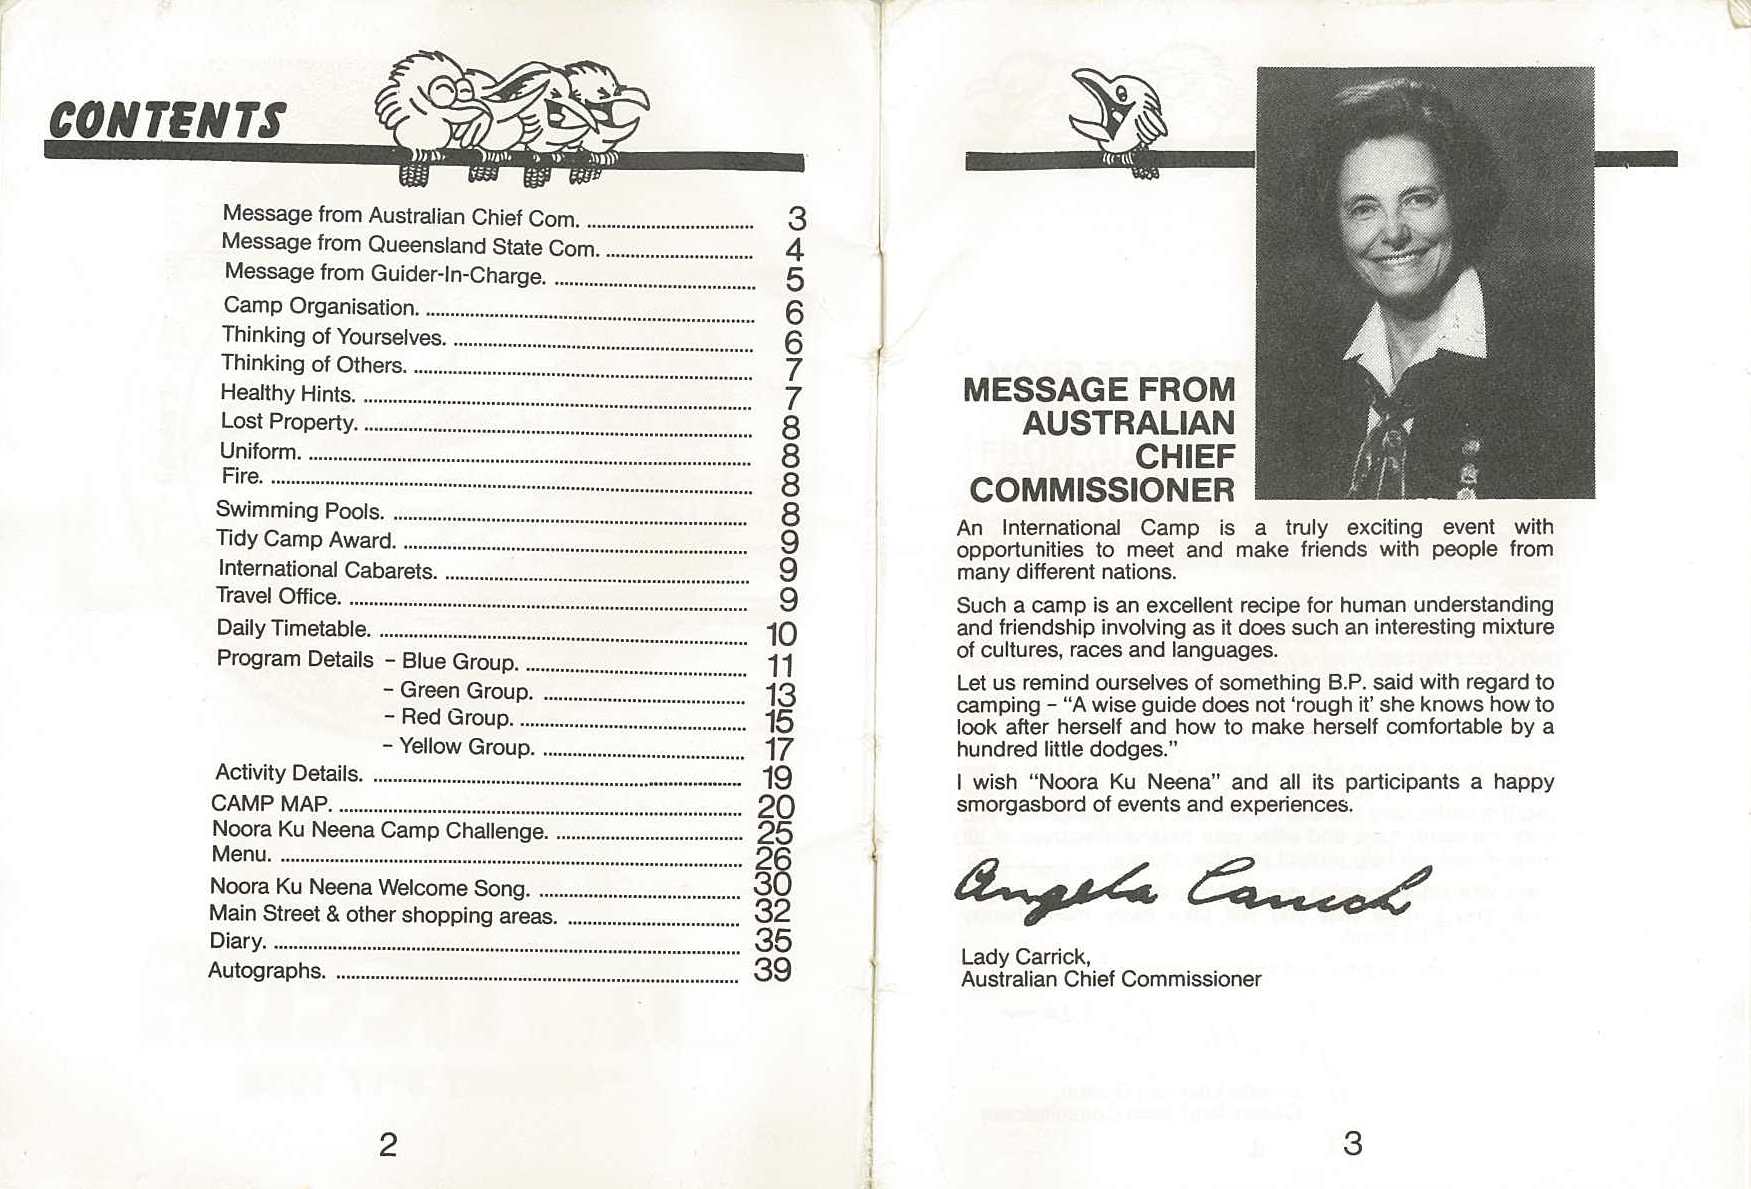 CONTENTS
Message from Australian Chief Com. ................................ 3
Message from Queensland State Com. ............................ 4
Message from Guider-In-Charge. ....................................... 5
Camp Organisation. ................................................................ 6
Thinking of Yourselves. .......................................................... 6
Thinking of Others. ................................................................. 7
Healthy Hints. .......................................................................... 7
Lost Property. .......................................................................... 8
Uniform. .................................................................................... 8
Fire. ........................................................................................... 8
Swimming Pools. .................................................................... 8
Tidy Camp Award. .................................................................. 9
International Cabarets. ........................................................... 9
Travel Office. ............................................................................ 9
Daily Timetable. ....................................................................... 10
Program Details – Blue Group. ........................................... 11
– Green Group. ....................................... 13
– Red Group. ............................................ 15
– Yellow Group. ....................................... 17
Activity Details. ........................................................................ 19
CAMP MAP. .............................................................................. 20
Noora Ku Neena Camp Challenge. .................................... 25
Menu. ........................................................................................ 26
Noora Ku Neena Welcome Song. ....................................... 30
Main Street & other shopping areas. .................................. 32
Diary. ......................................................................................... 35
Autographs. .............................................................................. 39
2
MESSAGE FROM
AUSTRALIAN
CHIEF
COMMISSIONER
An International Camp is a truly exciting event with
opportunities to meet and make friends with people from
many different nations.
Such a camp is an excellent recipe for human understanding
and friendship involving as it does such an interesting mixture
of cultures, races and languages.
Let us remind ourselves of something B.P. said with regard to
camping – “A wise guide does not ‘rough it’ she knows how to
look after herself and how to make herself comfortable by a
hundred little dodges.”
I wish “Noora Ku Neena” and all its participants a happy
smorgasbord of events and experiences.
Angela Carrick
Lady Carrick,
Australian Chief Commissioner
3